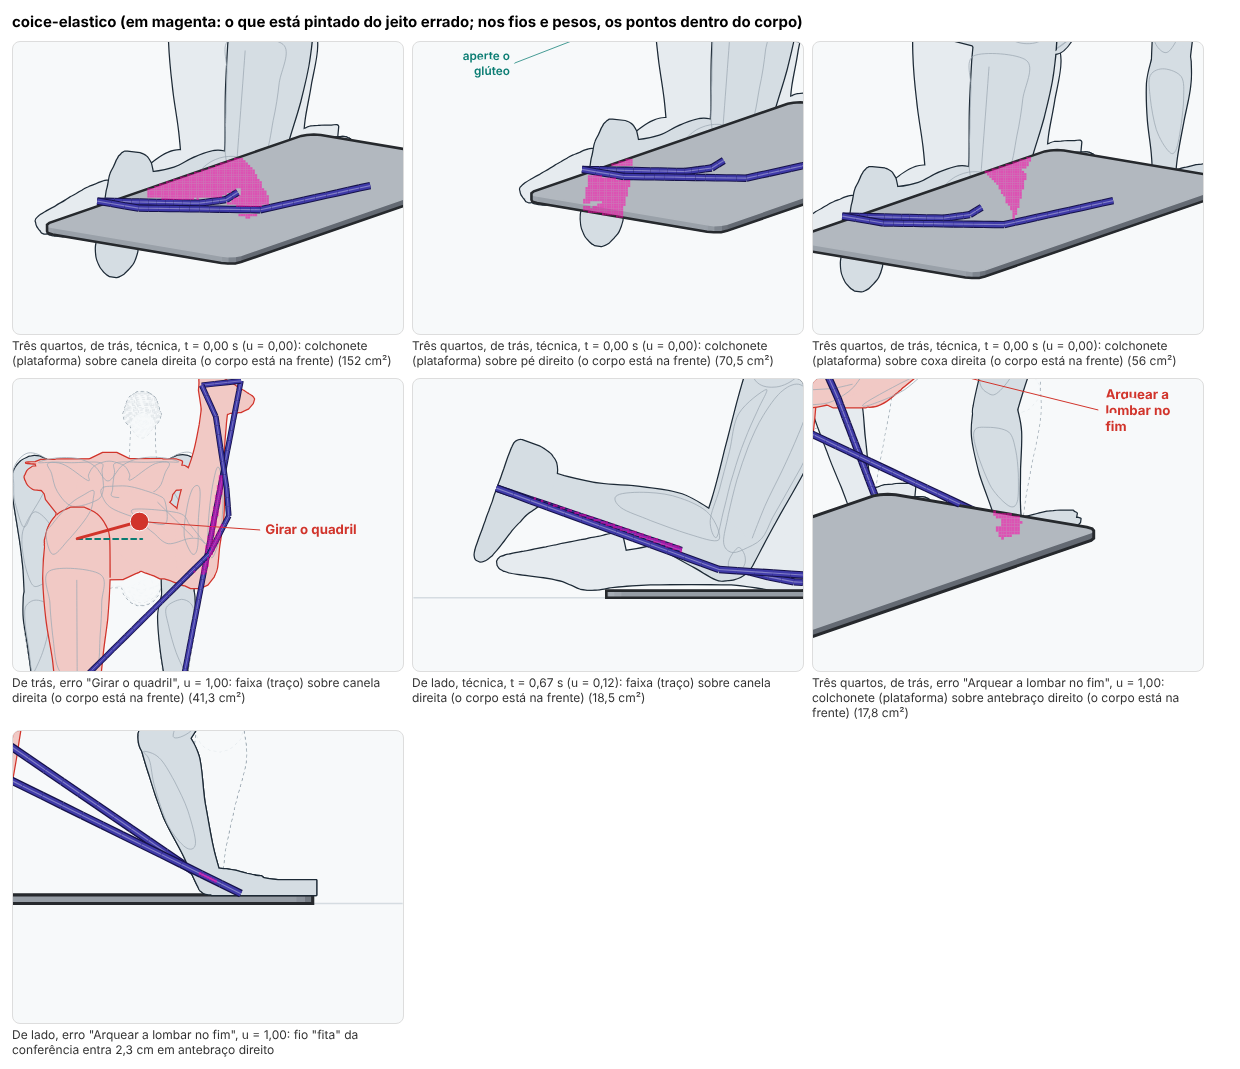 coice-elastico (em magenta: o que está pintado do jeito errado; nos fios e pesos, os pontos dentro do corpo)
aperte o
glúteo
Três quartos, de trás, técnica, t = 0,00 s (u = 0,00): colchonete
(plataforma) sobre canela direita (o corpo está na frente) (152 cm²)
Três quartos, de trás, técnica, t = 0,00 s (u = 0,00): colchonete
(plataforma) sobre pé direito (o corpo está na frente) (70,5 cm²)
Três quartos, de trás, técnica, t = 0,00 s (u = 0,00): colchonete
(plataforma) sobre coxa direita (o corpo está na frente) (56 cm²)
Girar o quadril
Arquear a
lombar no
fim
De trás, erro "Girar o quadril", u = 1,00: faixa (traço) sobre canela
direita (o corpo está na frente) (41,3 cm²)
De lado, técnica, t = 0,67 s (u = 0,12): faixa (traço) sobre canela
direita (o corpo está na frente) (18,5 cm²)
Três quartos, de trás, erro "Arquear a lombar no fim", u = 1,00:
colchonete (plataforma) sobre antebraço direito (o corpo está na
frente) (17,8 cm²)
De lado, erro "Arquear a lombar no fim", u = 1,00: fio "fita" da
conferência entra 2,3 cm em antebraço direito